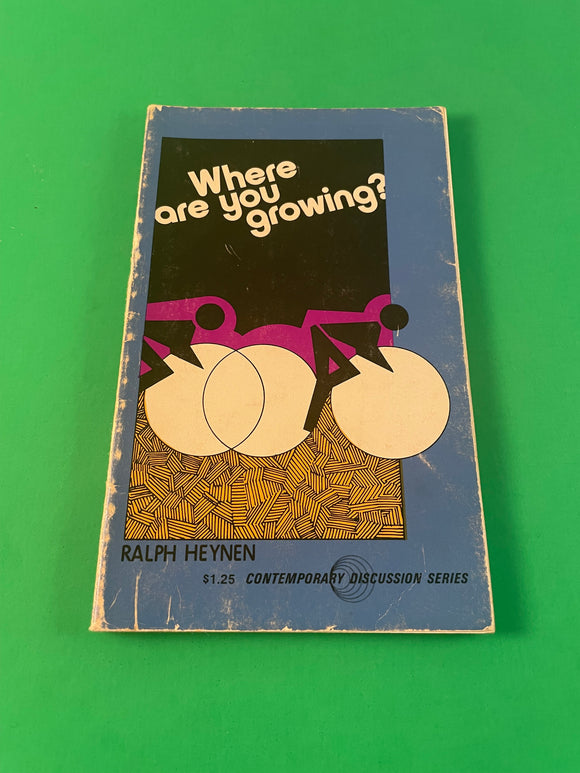 Where
are you
growing?
RALPH HEYNEN
$1.25 CONTEMPORARY DISCUSSION SERIES